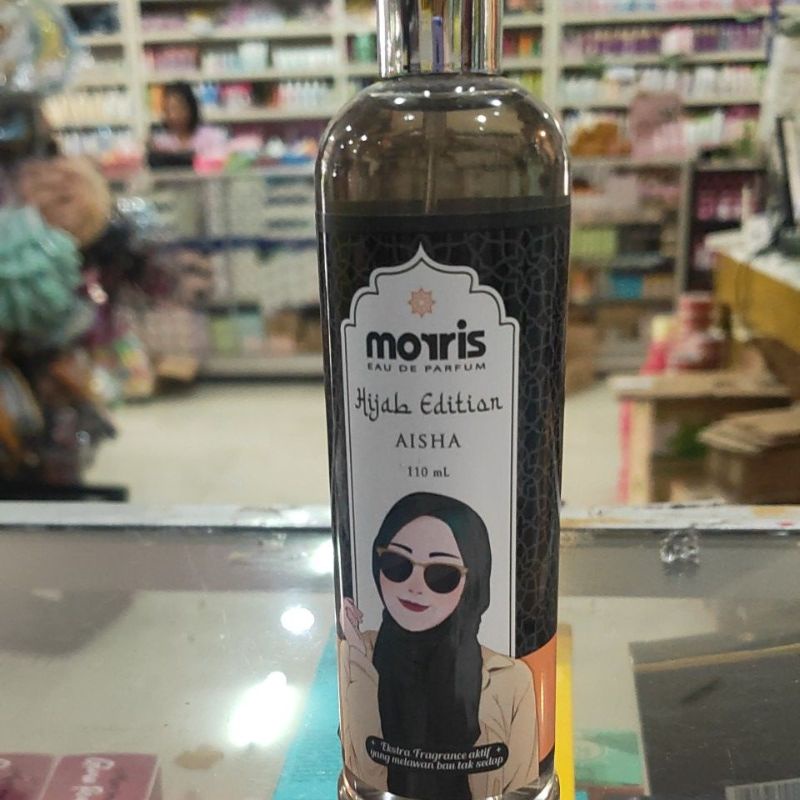 morris
EAU DE PARFUM
Hijab Edition
AISHA
110 mL
Ekstra Fragrance aktif
yang melawan bau tak sedap